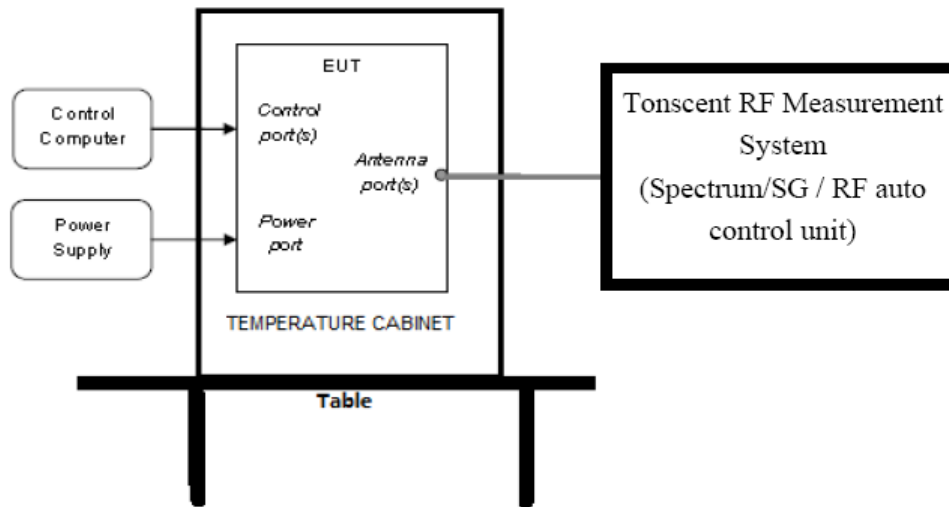 Control
Computer
Power
Supply
EUT
Control
port(s)
Antenna
port(s)
Power
port
TEMPERATURE CABINET
Table
Tonscent RF Measurement
System
(Spectrum/SG / RF auto
control unit)